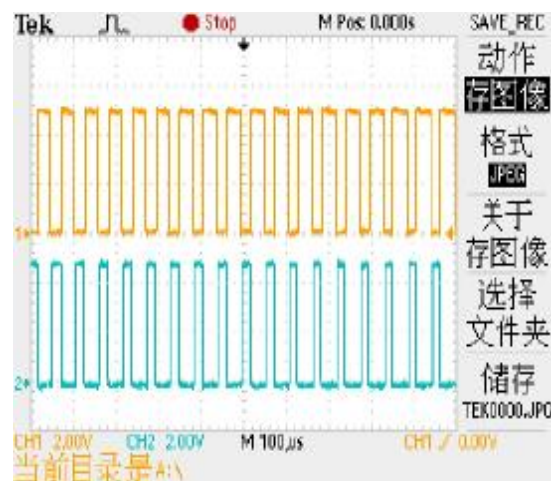 Tek Stop M Pos: 0.000s SAVE_REC
动作
存图像
格式
JPEG
1
关于
存图像
选择
文件夹
2
储存
TEK0000.JPG
CH1 2.00V CH2 2.00V M 100µs CH1 / 0.00V
当前目录是A:\